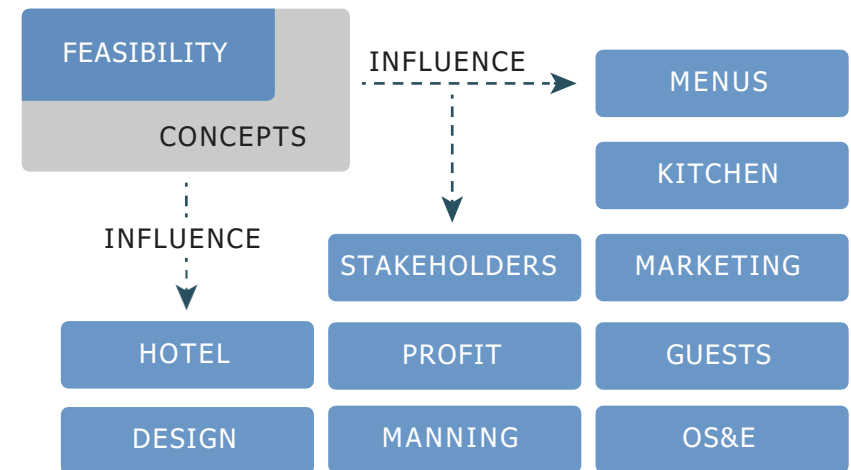 FEASIBILITY
CONCEPTS
INFLUENCE
MENUS
KITCHEN
INFLUENCE
STAKEHOLDERS
MARKETING
HOTEL
PROFIT
GUESTS
DESIGN
MANNING
OS&E